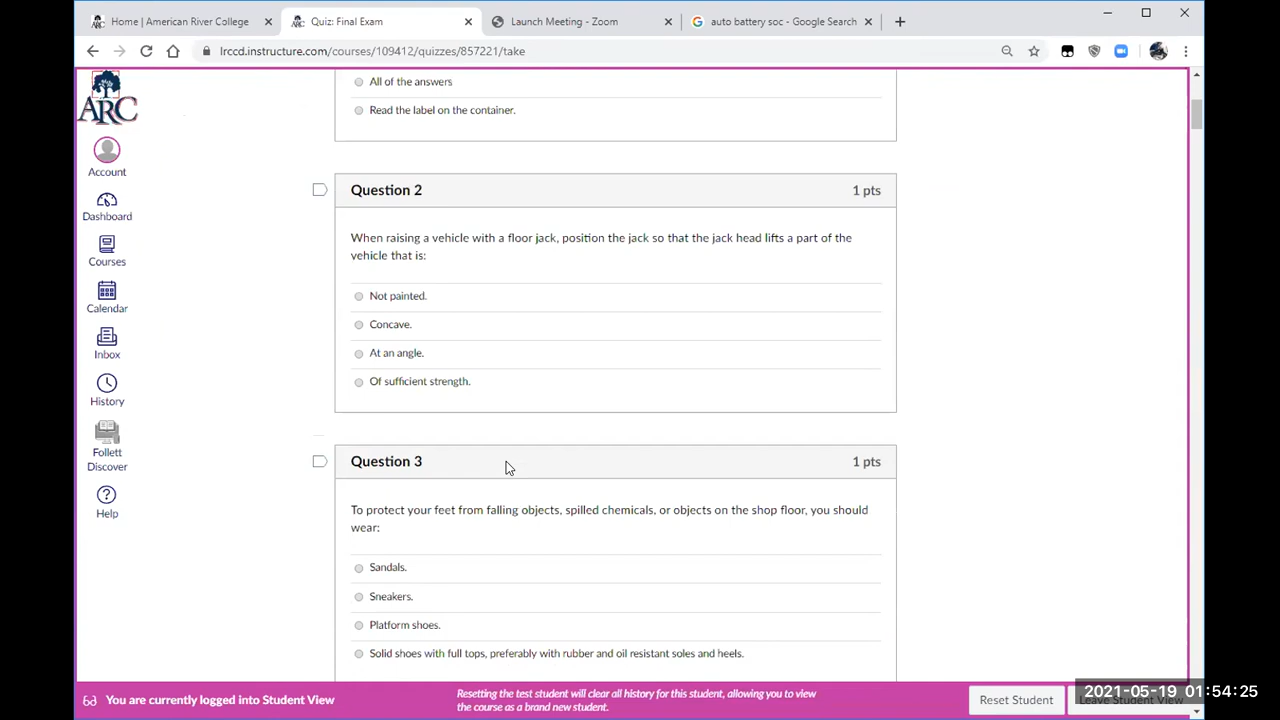 Home | American River College
Quiz: Final Exam
Launch Meeting - Zoom
auto battery soc - Google Search
lrccd.instructure.com/courses/109412/quizzes/857221/take
ARC
Account
Dashboard
Courses
Calendar
Inbox
History
Follett
Discover
Help
All of the answers
Read the label on the container.
Question 2
1 pts
When raising a vehicle with a floor jack, position the jack so that the jack head lifts a part of the
vehicle that is:
Not painted.
Concave.
At an angle.
Of sufficient strength.
Question 3
1 pts
To protect your feet from falling objects, spilled chemicals, or objects on the shop floor, you should
wear:
Sandals.
Sneakers.
Platform shoes.
Solid shoes with full tops, preferably with rubber and oil resistant soles and heels.
You are currently logged into Student View
Resetting the test student will clear all history for this student, allowing you to view
the course as a brand new student.
Reset Student
Leave Student View
2021-05-19 01:54:25